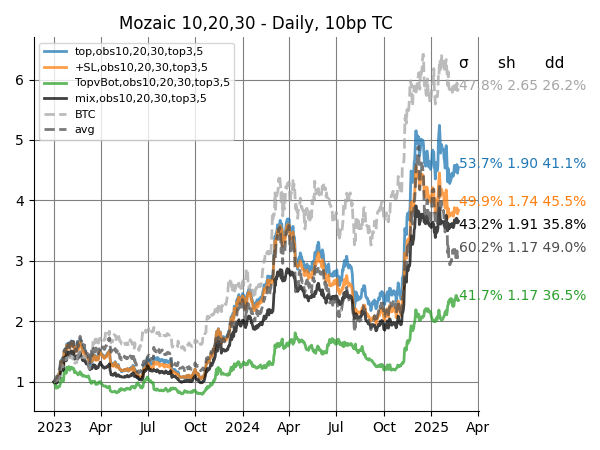 Mozaic 10,20,30 - Daily, 10bp TC
top,obs10,20,30,top3,5
+SL,obs10,20,30,top3,5
TopvBot,obs10,20,30,top3,5
mix,obs10,20,30,top3,5
BTC
avg
σ sh dd
47.8% 2.65 26.2%
53.7% 1.90 41.1%
49.9% 1.74 45.5%
43.2% 1.91 35.8%
60.2% 1.17 49.0%
41.7% 1.17 36.5%
6
5
4
3
2
1
2023 Apr Jul Oct 2024 Apr Jul Oct 2025 Apr